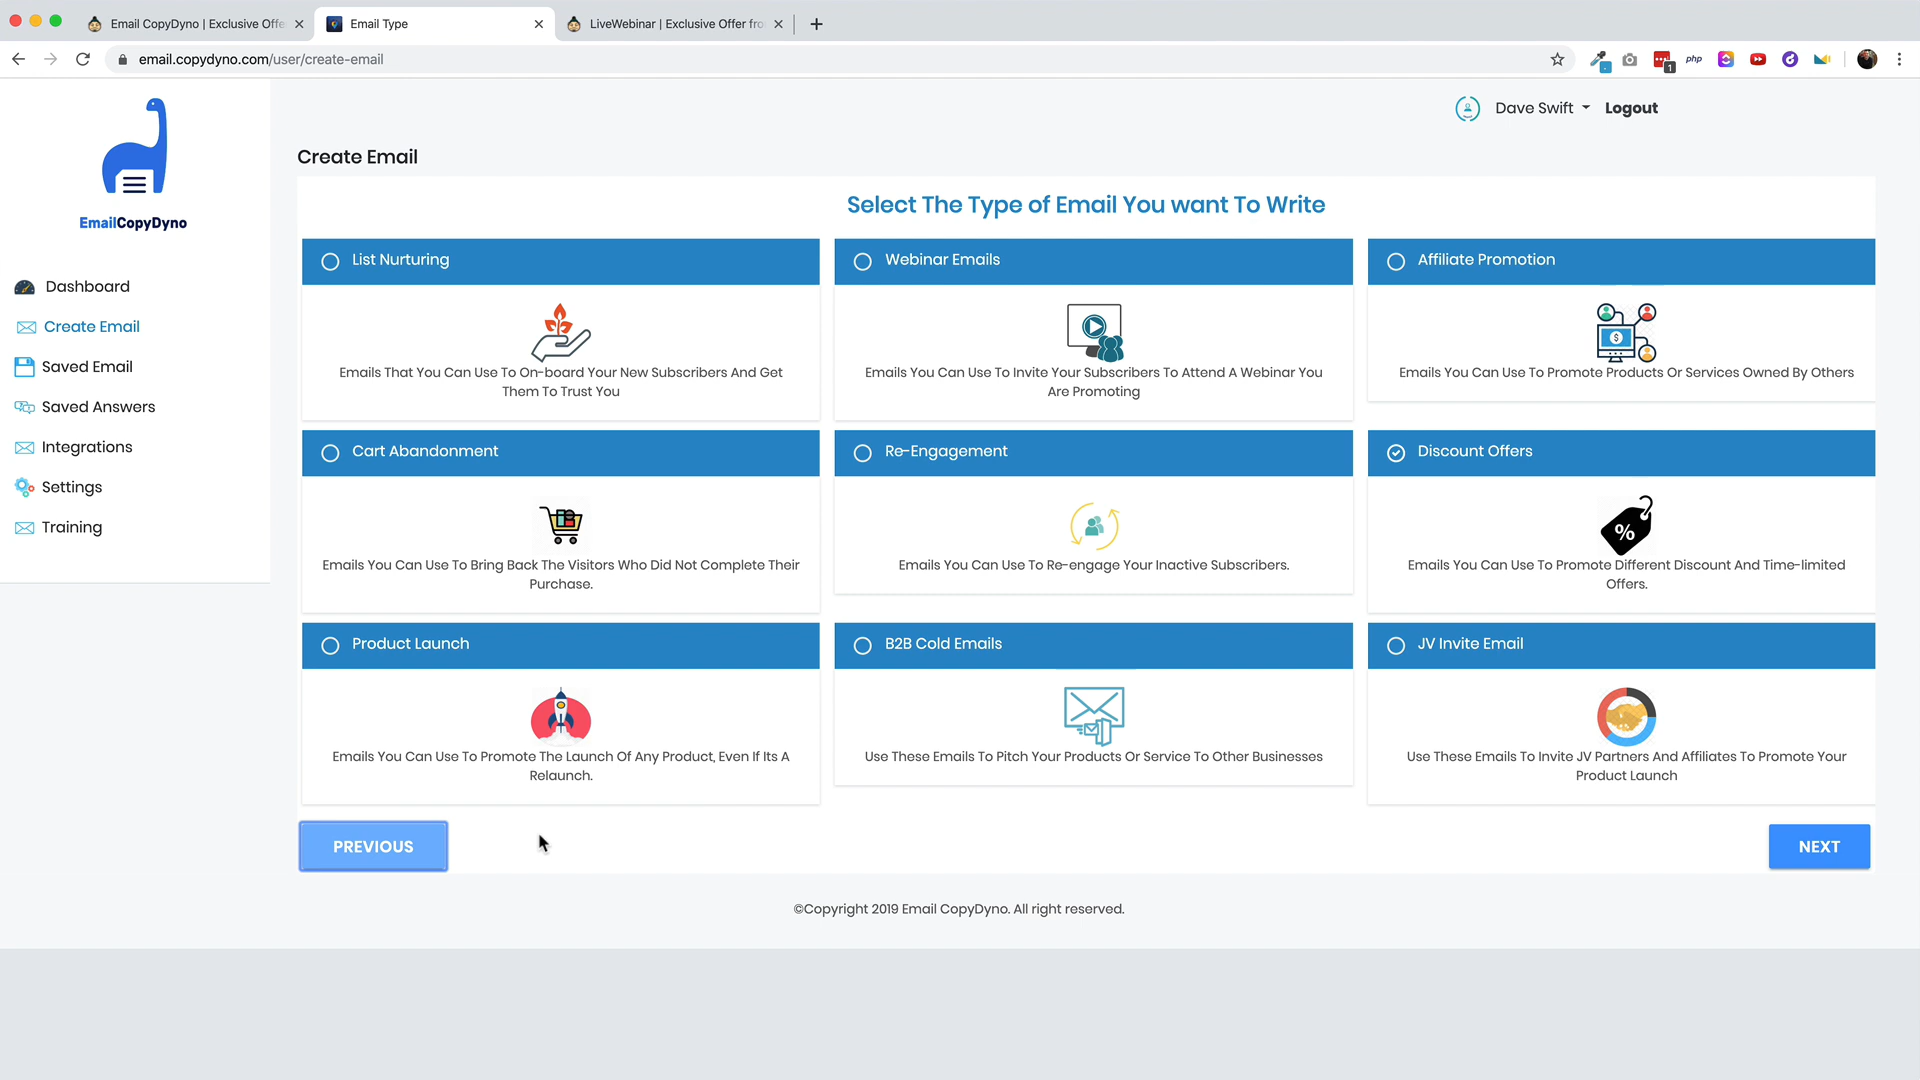 Email CopyDyno | Exclusive Offe
Email Type
LiveWebinar | Exclusive Offer fro
email.copydyno.com/user/create-email
1
php
EmailCopyDyno
Dave Swift
Logout
Dashboard
Create Email
Saved Email
Saved Answers
Integrations
Settings
Training
Create Email
Select The Type of Email You want To Write
List Nurturing
Emails That You Can Use To On-board Your New Subscribers And Get
Them To Trust You
Webinar Emails
Emails You Can Use To Invite Your Subscribers To Attend A Webinar You
Are Promoting
Affiliate Promotion
$
Emails You Can Use To Promote Products Or Services Owned By Others
Cart Abandonment
Emails You Can Use To Bring Back The Visitors Who Did Not Complete Their
Purchase.
Re-Engagement
Emails You Can Use To Re-engage Your Inactive Subscribers.
Discount Offers
%
Emails You Can Use To Promote Different Discount And Time-limited
Offers.
Product Launch
Emails You Can Use To Promote The Launch Of Any Product, Even If Its A
Relaunch.
B2B Cold Emails
Use These Emails To Pitch Your Products Or Service To Other Businesses
JV Invite Email
Use These Emails To Invite JV Partners And Affiliates To Promote Your
Product Launch
PREVIOUS
NEXT
©Copyright 2019 Email CopyDyno. All right reserved.